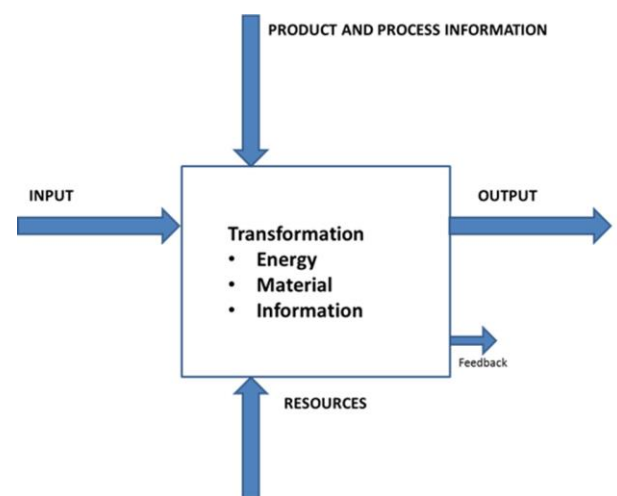 PRODUCT AND PROCESS INFORMATION
INPUT
OUTPUT
Transformation
• Energy
• Material
• Information
Feedback
RESOURCES